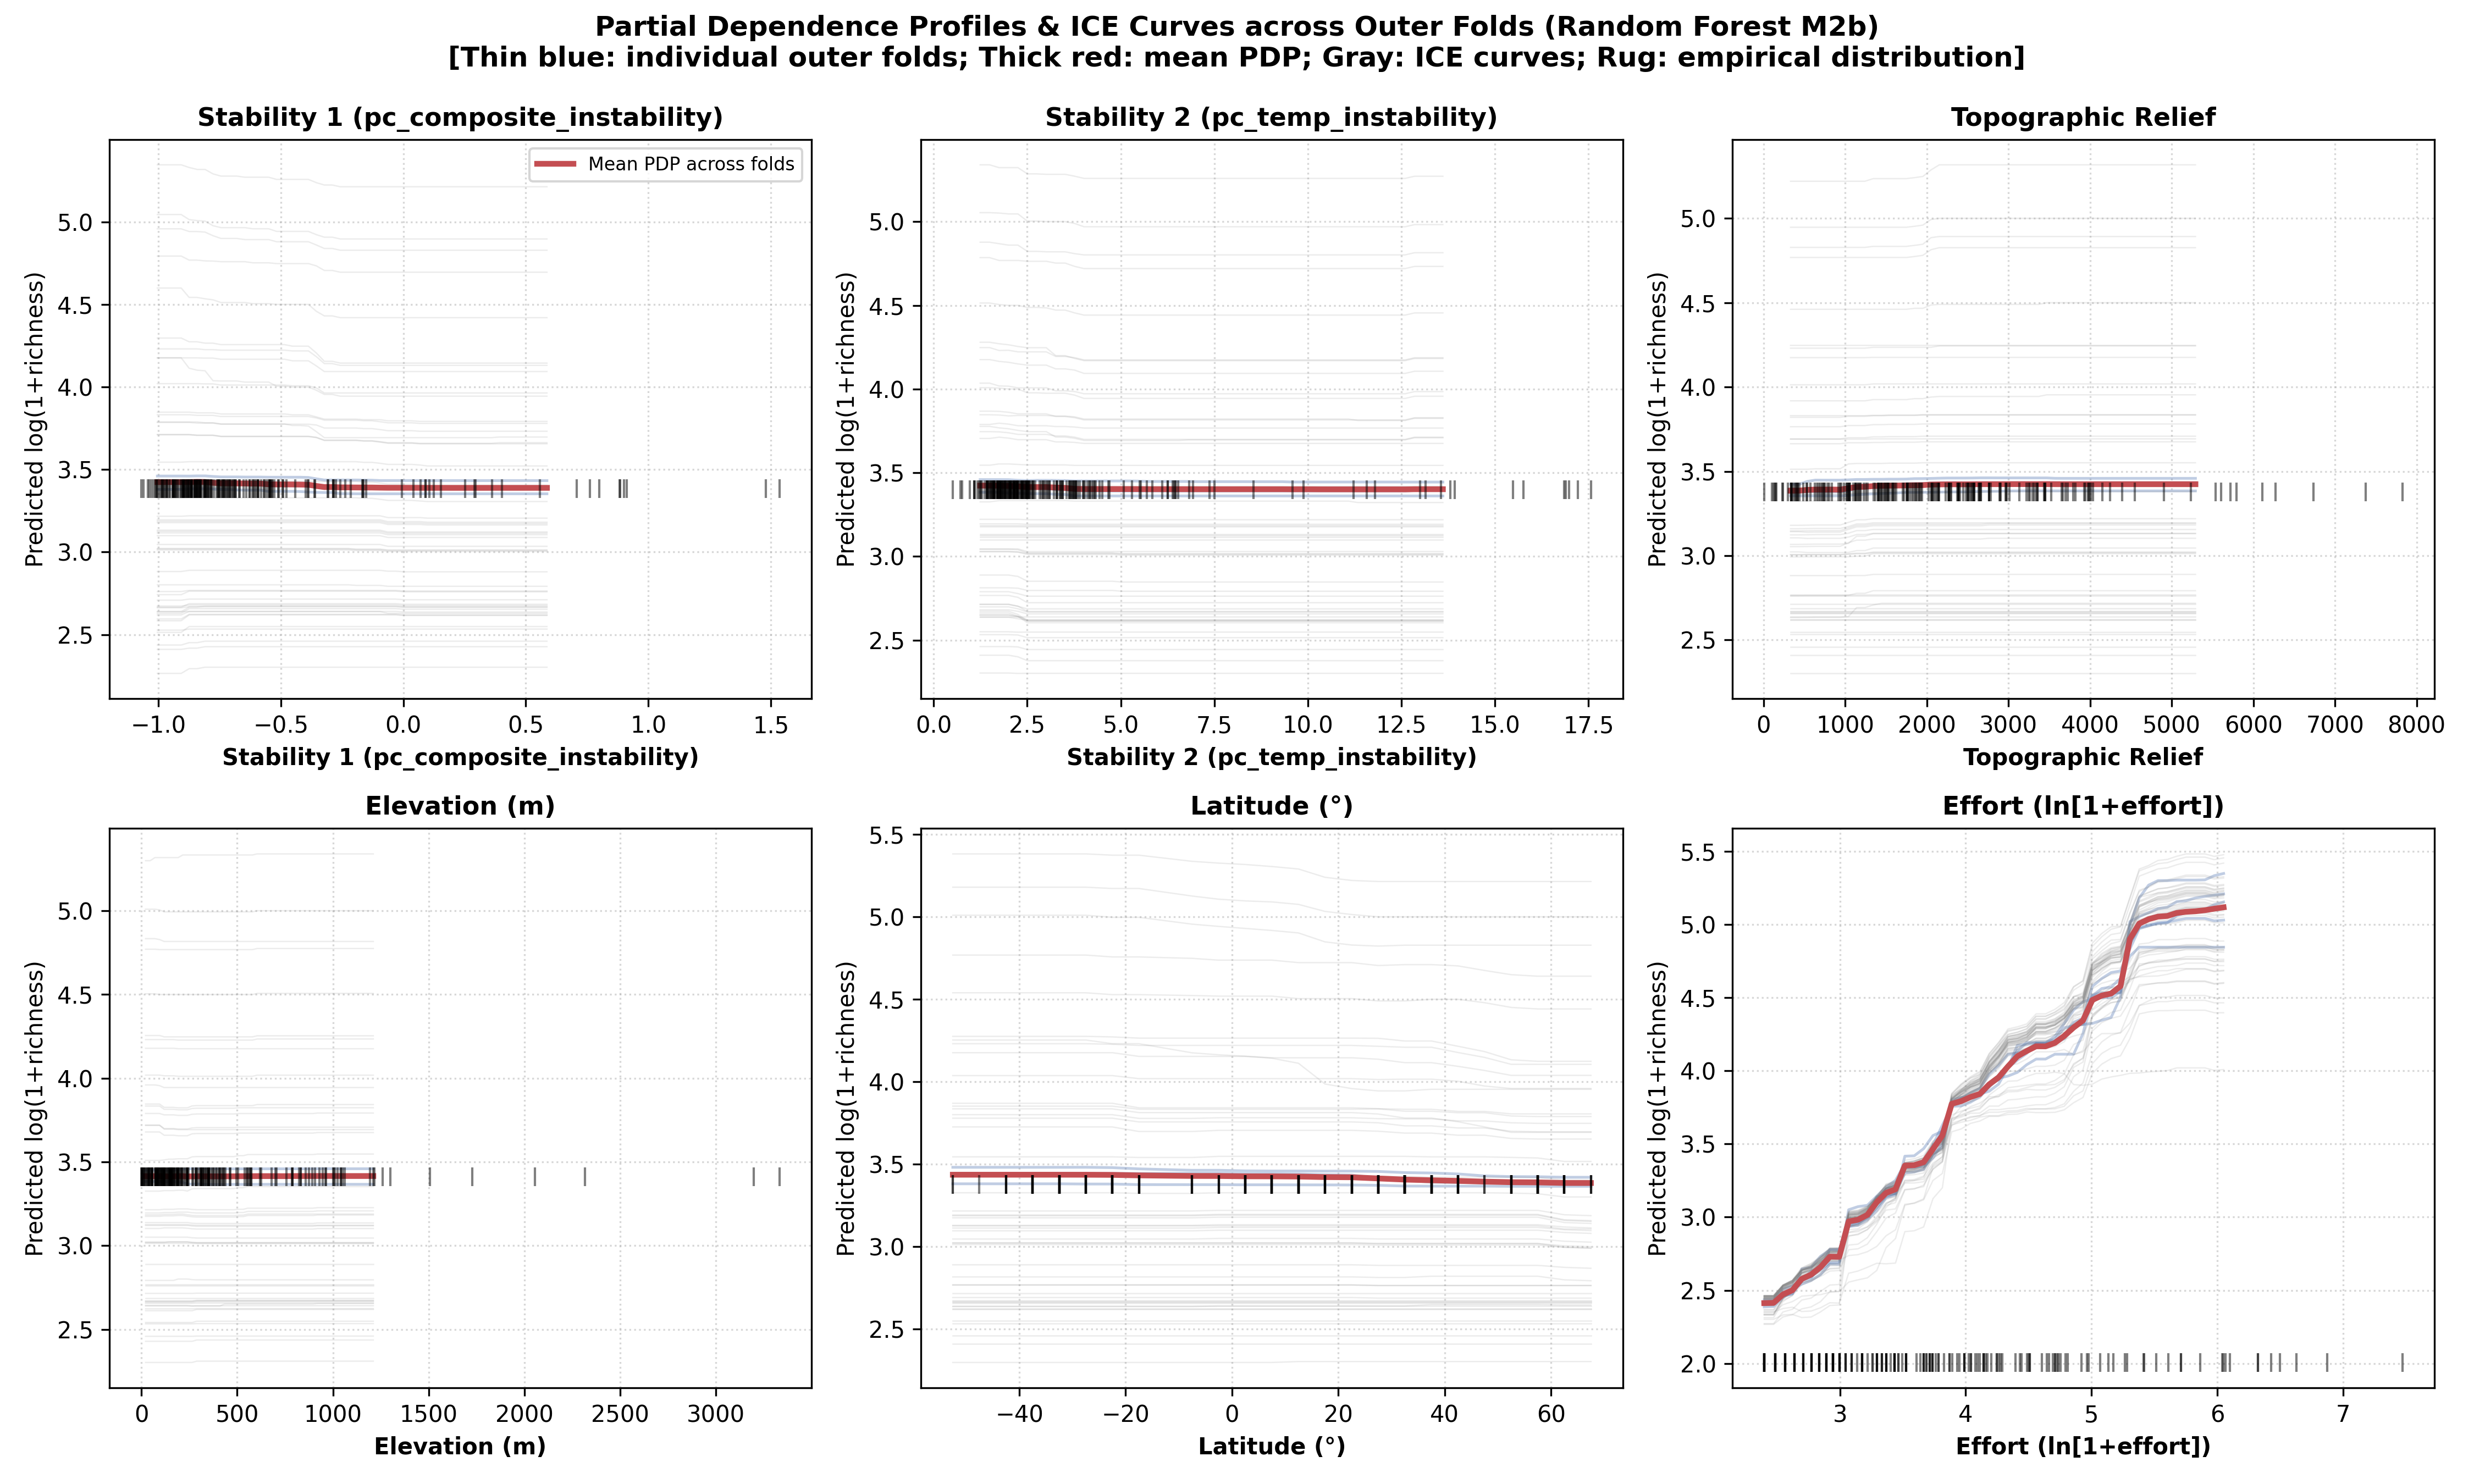 Partial Dependence Profiles & ICE Curves across Outer Folds (Random Forest M2b)
[Thin blue: individual outer folds; Thick red: mean PDP; Gray: ICE curves; Rug: empirical distribution]
Stability 1 (pc_composite_instability)
Mean PDP across folds
Predicted log(1+richness)
5.0
4.5
4.0
3.5
3.0
2.5
−1.0 −0.5 0.0 0.5 1.0 1.5
Stability 1 (pc_composite_instability)
Stability 2 (pc_temp_instability)
Predicted log(1+richness)
5.0
4.5
4.0
3.5
3.0
2.5
0.0 2.5 5.0 7.5 10.0 12.5 15.0 17.5
Stability 2 (pc_temp_instability)
Topographic Relief
Predicted log(1+richness)
5.0
4.5
4.0
3.5
3.0
2.5
0 1000 2000 3000 4000 5000 6000 7000 8000
Topographic Relief
Elevation (m)
Predicted log(1+richness)
5.0
4.5
4.0
3.5
3.0
2.5
0 500 1000 1500 2000 2500 3000
Elevation (m)
Latitude (°)
Predicted log(1+richness)
5.5
5.0
4.5
4.0
3.5
3.0
2.5
−40 −20 0 20 40 60
Latitude (°)
Effort (ln[1+effort])
Predicted log(1+richness)
5.5
5.0
4.5
4.0
3.5
3.0
2.5
2.0
3 4 5 6 7
Effort (ln[1+effort])